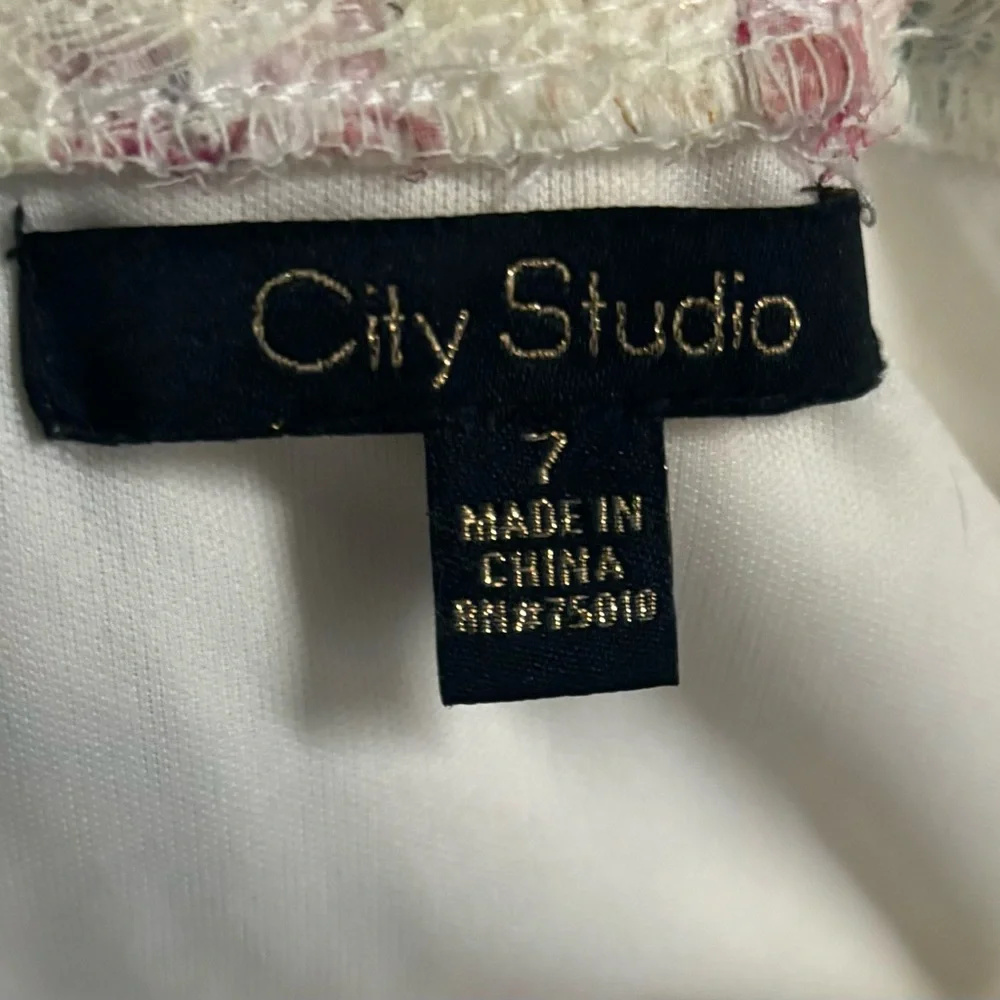 City Studio
7
MADE IN
CHINA
RN#75010